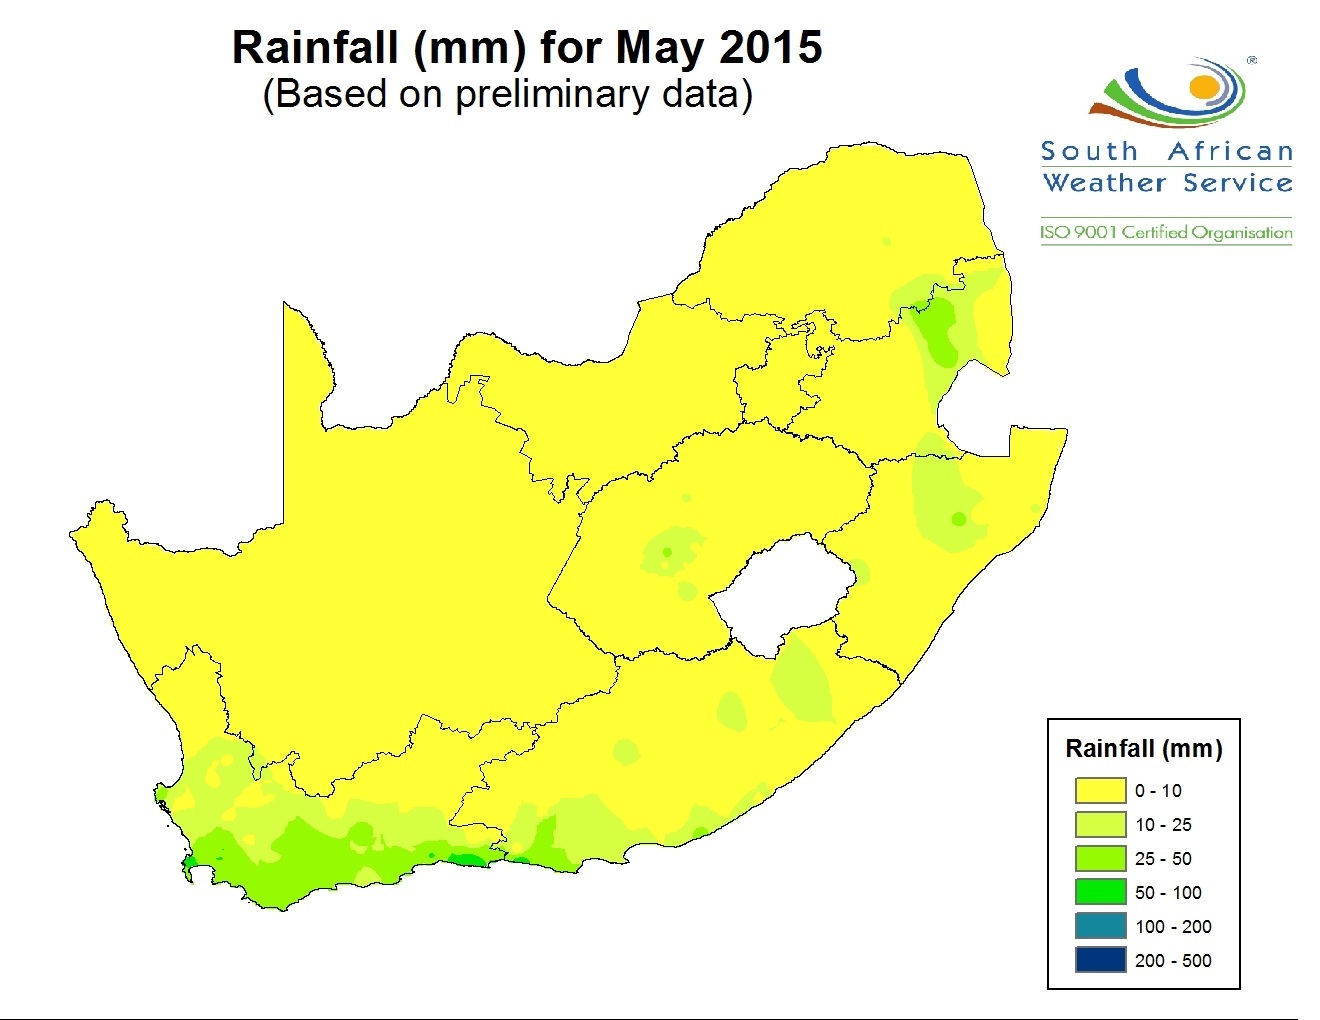 Rainfall (mm) for May 2015
(Based on preliminary data)
®
South African
Weather Service
ISO 9001 Certified Organisation
Rainfall (mm)
0 - 10
10 - 25
25 - 50
50 - 100
100 - 200
200 - 500